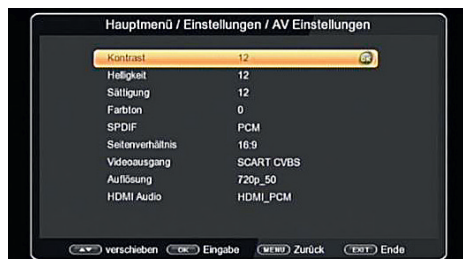 Hauptmenü / Einstellungen / AV Einstellungen
Kontrast 12 OK
Helligkeit 12
Sättigung 12
Farbton 0
SPDIF PCM
Seitenverhältnis 16:9
Videoausgang SCART CVBS
Auflösung 720p_50
HDMI Audio HDMI_PCM
▲▼ verschieben OK Eingabe MENU Zurück EXIT Ende